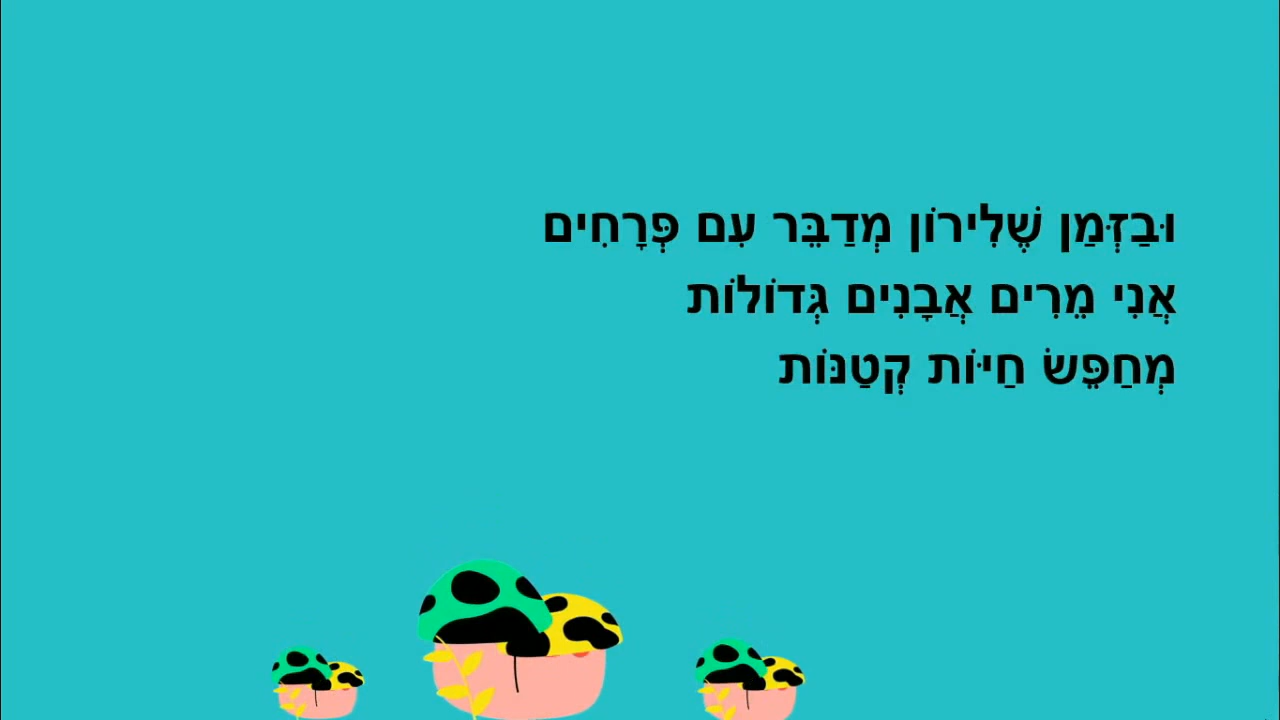 וּבַזְּמַן שֶׁלִּירוֹן מְדַבֵּר עִם פְּרָחִים
אֲנִי מֵרִים אֲבָנִים גְּדוֹלוֹת
מְחַפֵּשׂ חַיּוֹת קְטַנּוֹת